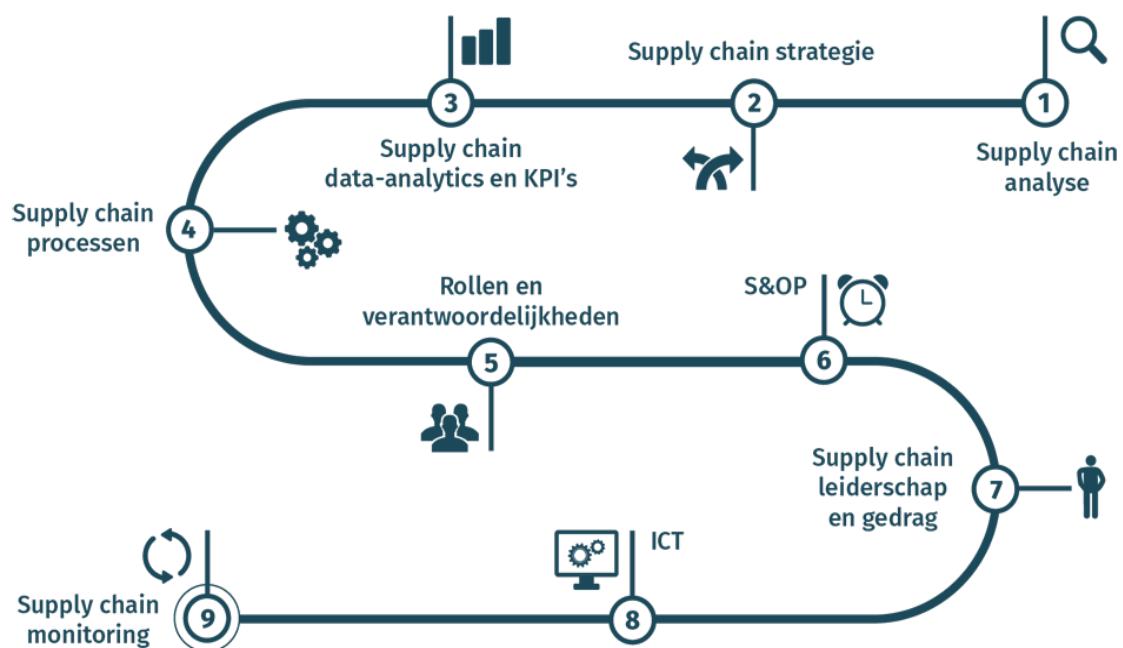 1
Supply chain
analyse
2
Supply chain strategie
3
Supply chain
data-analytics en KPI's
4
Supply chain
processen
5
Rollen en
verantwoordelijkheden
6
S&OP
7
Supply chain
leiderschap
en gedrag
8
ICT
9
Supply chain
monitoring